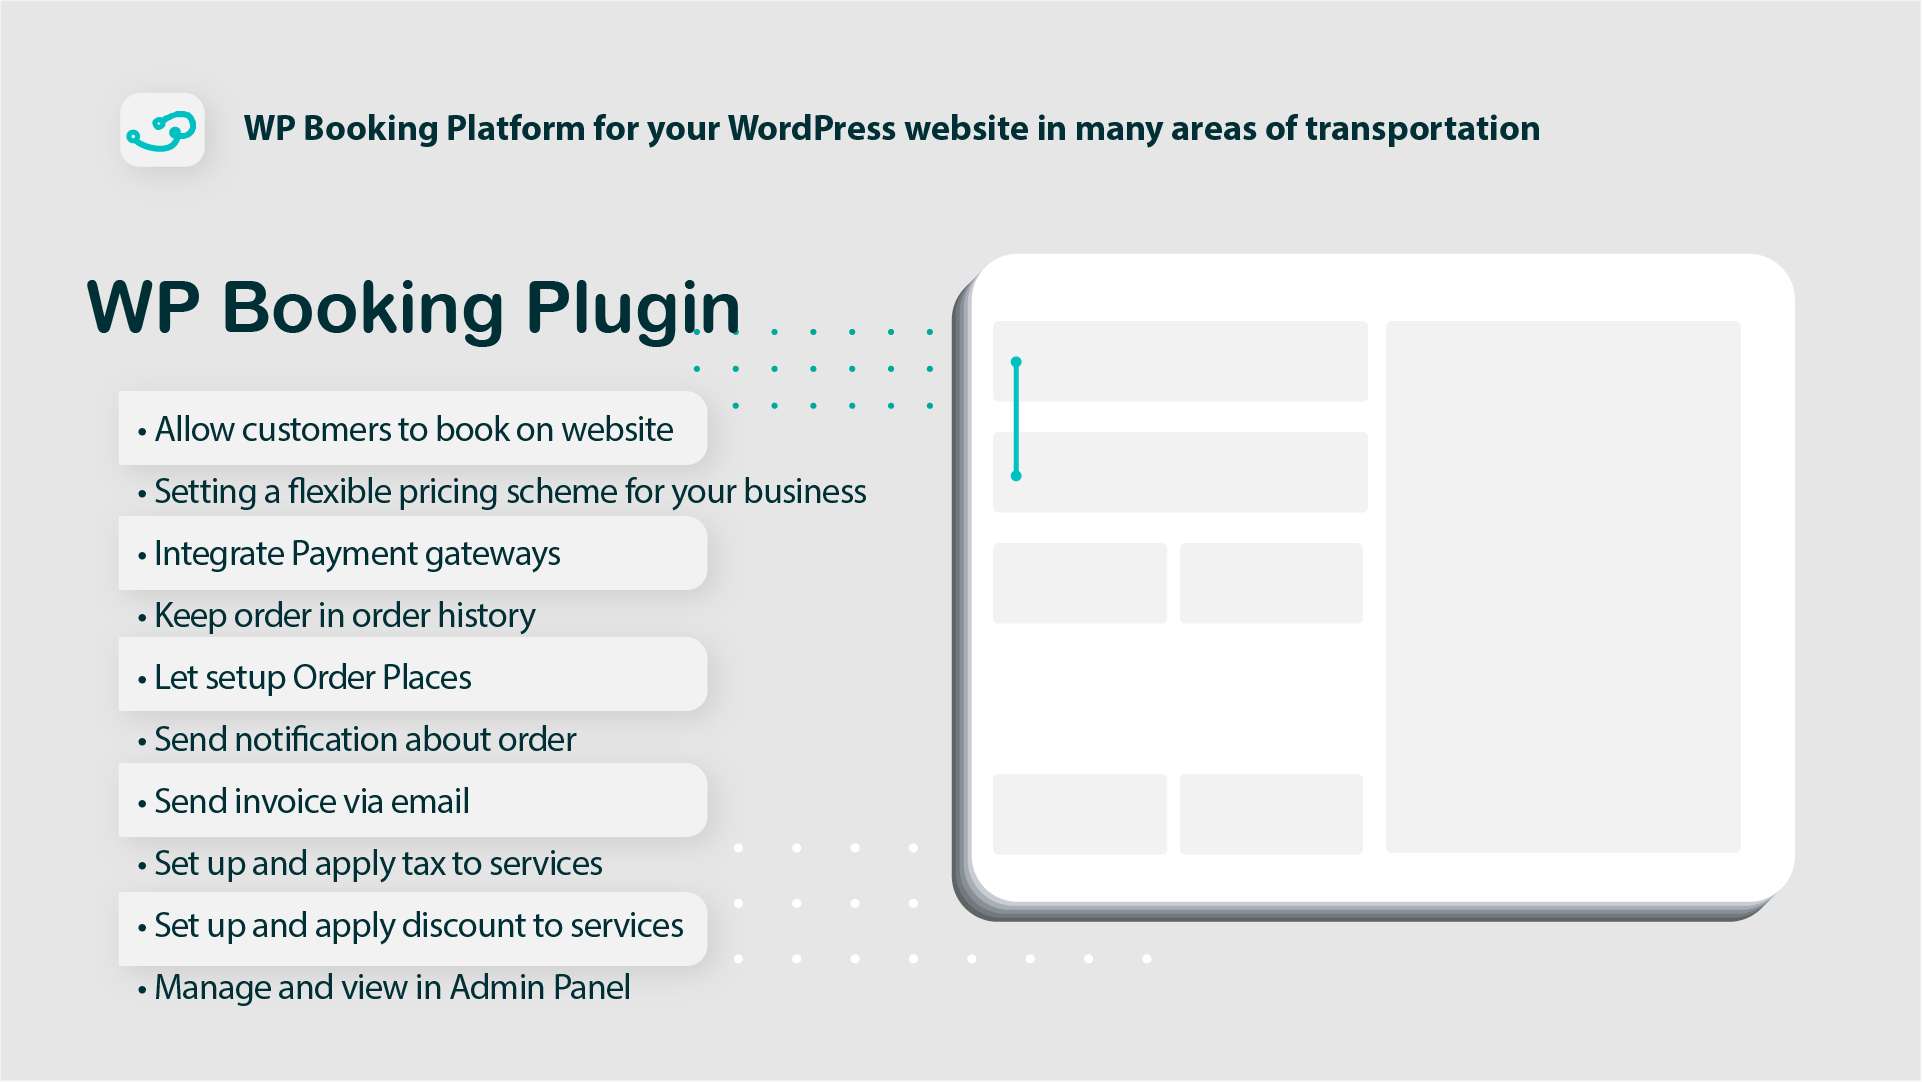 WP Booking Platform for your WordPress website in many areas of transportation
WP Booking Plugin
• Allow customers to book on website
• Setting a flexible pricing scheme for your business
• Integrate Payment gateways
• Keep order in order history
• Let setup Order Places
• Send notification about order
• Send invoice via email
• Set up and apply tax to services
• Set up and apply discount to services
• Manage and view in Admin Panel